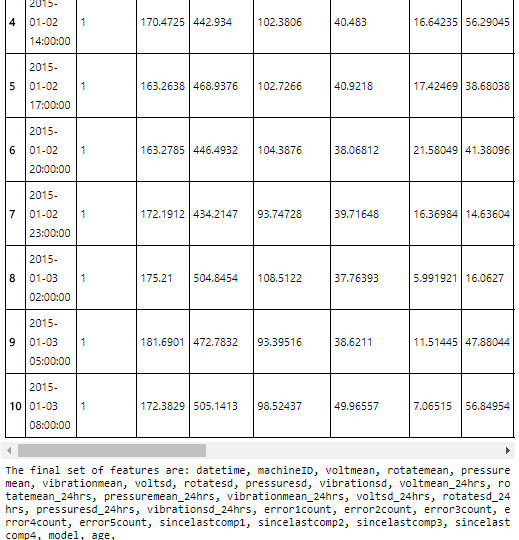 2015-
4 01-02 1 170.4725 442.934 102.3806 40.483 16.64235 56.29045
14:00:00
2015-
5 01-02 1 163.2638 468.9376 102.7266 40.9218 17.42469 38.68038
17:00:00
2015-
6 01-02 1 163.2785 446.4932 104.3876 38.06812 21.58049 41.38096
20:00:00
2015-
7 01-02 1 172.1912 434.2147 93.74728 39.71648 16.36984 14.63604
23:00:00
2015-
8 01-03 1 175.21 504.8454 108.5122 37.76393 5.991921 16.0627
02:00:00
2015-
9 01-03 1 181.6901 472.7832 93.39516 38.6211 11.51445 47.88044
05:00:00
2015-
10 01-03 1 172.3829 505.1413 98.52437 49.96557 7.06515 56.84954
08:00:00
The final set of features are: datetime, machineID, voltmean, rotatemean, pressure
mean, vibrationmean, voltsd, rotatesd, pressuresd, vibrationsd, voltmean_24hrs, ro
tatemean_24hrs, pressuremean_24hrs, vibrationmean_24hrs, voltsd_24hrs, rotatesd_24
hrs, pressuresd_24hrs, vibrationsd_24hrs, error1count, error2count, error3count, e
rror4count, error5count, sincelastcomp1, sincelastcomp2, sincelastcomp3, sincelast
comp4, model, age,